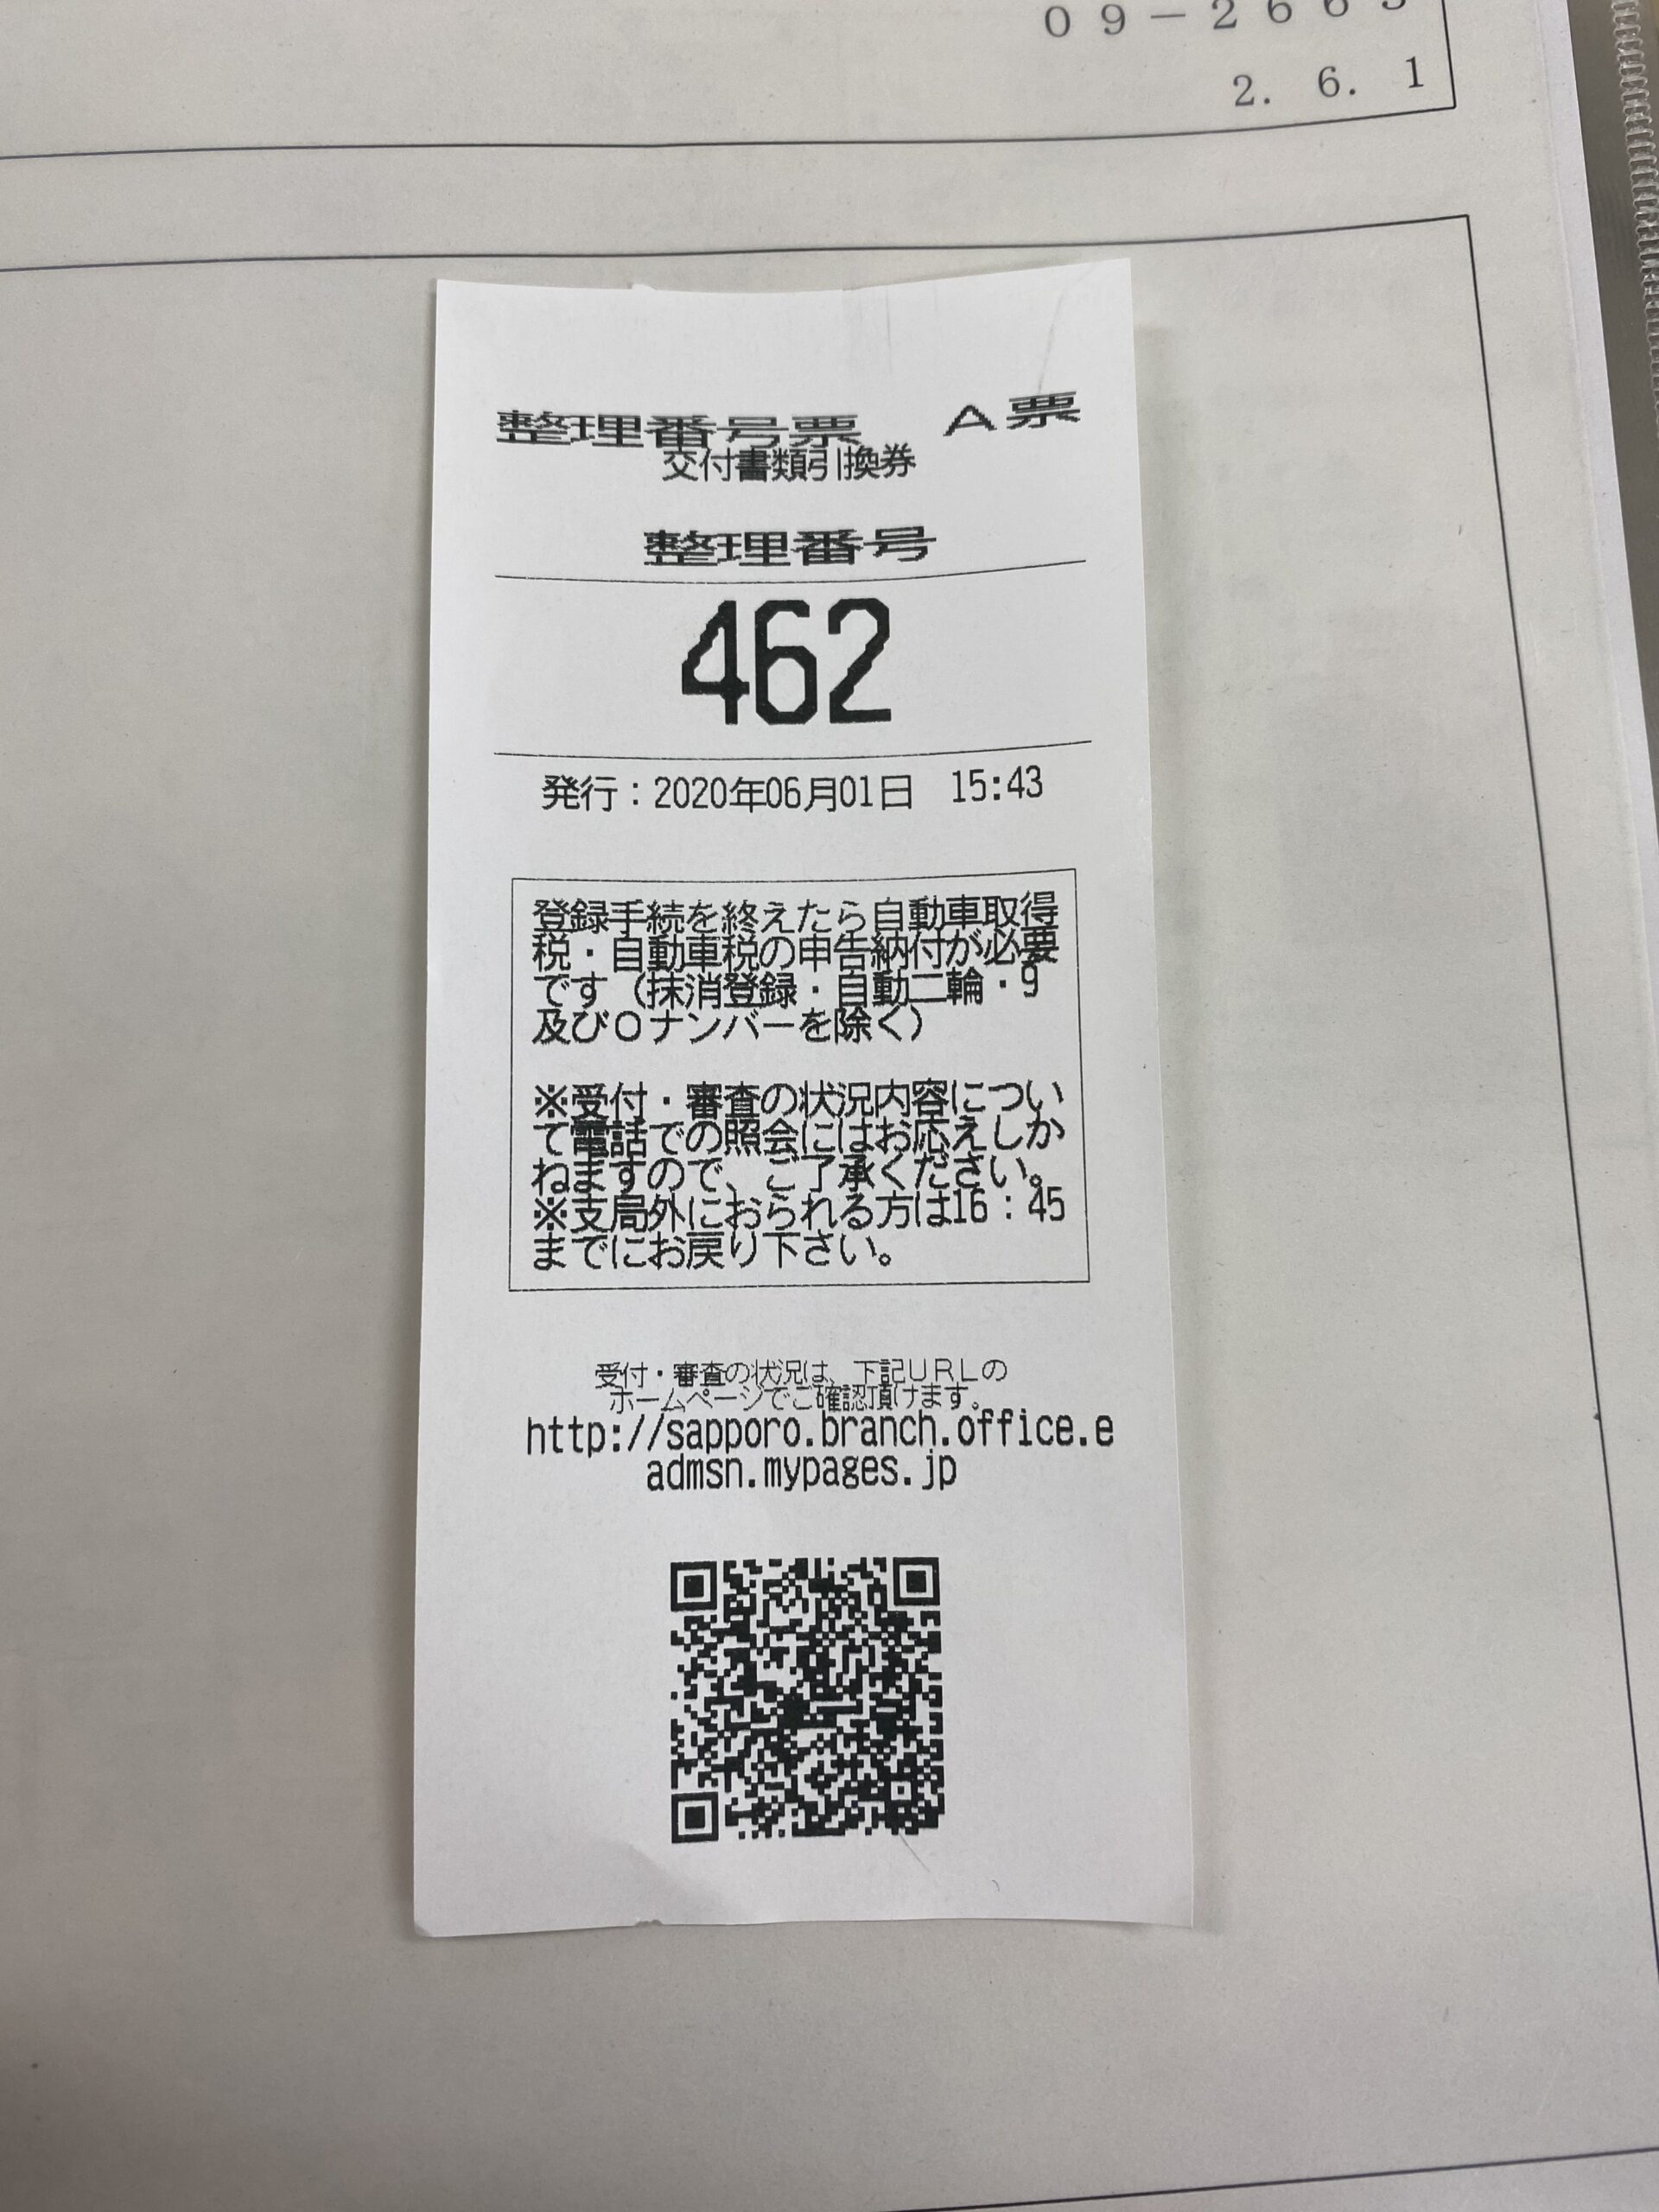 09-266
2. 6. 1
整理番号票 A票
交付書類引換券
整理番号
462
発行：2020年06月01日 15:43
登録手続を終えたら自動車取得
税・自動車税の申告納付が必要
です（抹消登録・自動二輪・9
及び0ナンバーを除く）
※受付・審査の状況内容につい
て電話での照会にはお応えしか
ねますので、ご了承ください。
※支局外におられる方は16：45
までにお戻り下さい。
受付・審査の状況は、下記URLの
ホームページでご確認頂けます。
http://sapporo.branch.office.e
admsn.mypages.jp